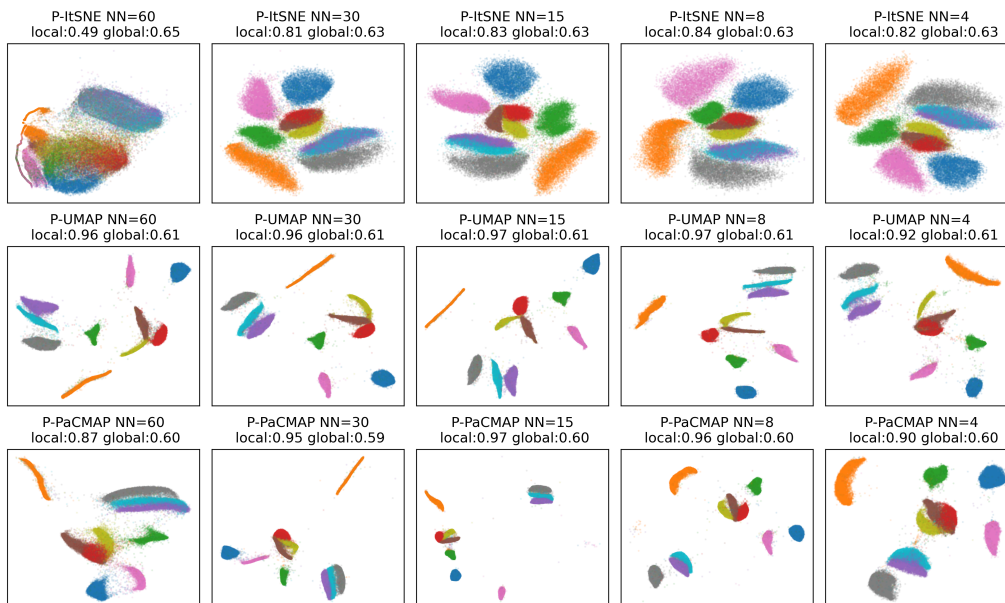 P-ItSNE NN=60
local:0.49 global:0.65
P-ItSNE NN=30
local:0.81 global:0.63
P-ItSNE NN=15
local:0.83 global:0.63
P-ItSNE NN=8
local:0.84 global:0.63
P-ItSNE NN=4
local:0.82 global:0.63
P-UMAP NN=60
local:0.96 global:0.61
P-UMAP NN=30
local:0.96 global:0.61
P-UMAP NN=15
local:0.97 global:0.61
P-UMAP NN=8
local:0.97 global:0.61
P-UMAP NN=4
local:0.92 global:0.61
P-PaCMAP NN=60
local:0.87 global:0.60
P-PaCMAP NN=30
local:0.95 global:0.59
P-PaCMAP NN=15
local:0.97 global:0.60
P-PaCMAP NN=8
local:0.96 global:0.60
P-PaCMAP NN=4
local:0.90 global:0.60